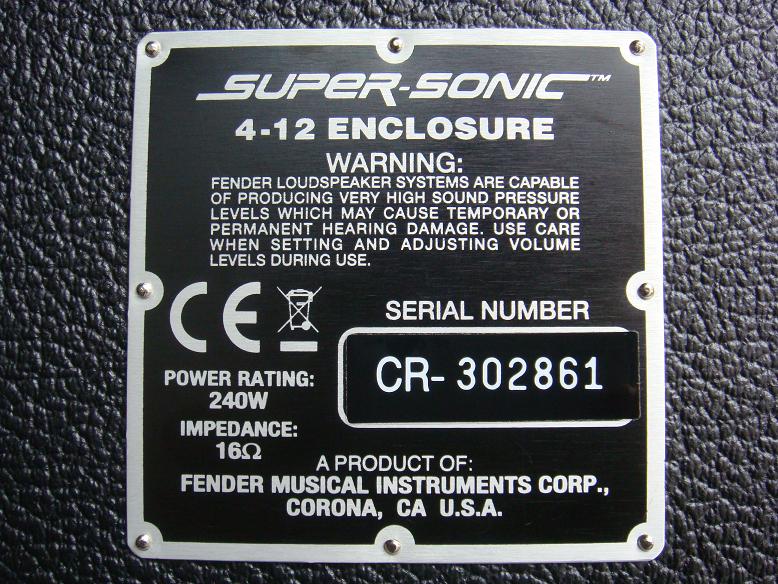 SUPER-SONIC™
4-12 ENCLOSURE
WARNING:
FENDER LOUDSPEAKER SYSTEMS ARE CAPABLE
OF PRODUCING VERY HIGH SOUND PRESSURE
LEVELS WHICH MAY CAUSE TEMPORARY OR
PERMANENT HEARING DAMAGE. USE CARE
WHEN SETTING AND ADJUSTING VOLUME
LEVELS DURING USE.
CE
SERIAL NUMBER
CR- 302861
POWER RATING:
240W
IMPEDANCE:
16Ω
A PRODUCT OF:
FENDER MUSICAL INSTRUMENTS CORP.,
CORONA, CA U.S.A.